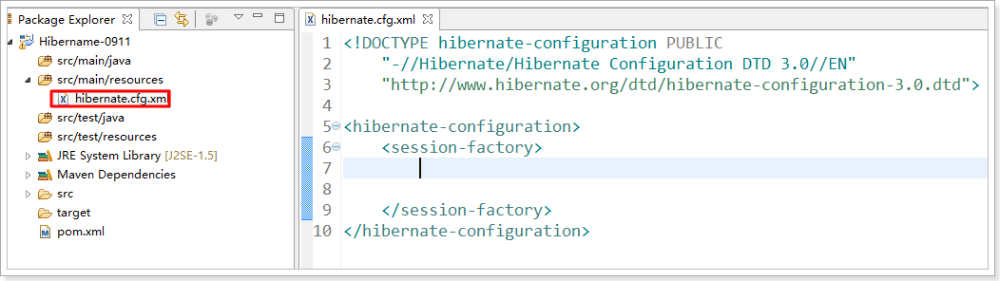 Package Explorer
Hibername-0911
src/main/java
src/main/resources
hibernate.cfg.xml
src/test/java
src/test/resources
JRE System Library [J2SE-1.5]
Maven Dependencies
src
target
pom.xml
hibernate.cfg.xml
1 <!DOCTYPE hibernate-configuration PUBLIC
2 "-//Hibernate/Hibernate Configuration DTD 3.0//EN"
3 "http://www.hibernate.org/dtd/hibernate-configuration-3.0.dtd">
4
5 <hibernate-configuration>
6 <session-factory>
7
8
9 </session-factory>
10 </hibernate-configuration>